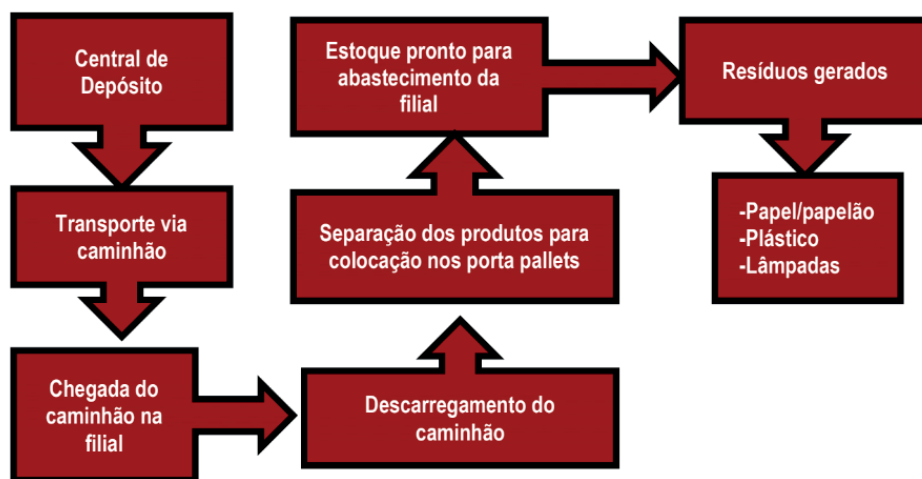 Central de
Depósito
Transporte via
caminhão
Chegada do
caminhão na
filial
Descarregamento do
caminhão
Separação dos produtos para
colocação nos porta pallets
Estoque pronto para
abastecimento da
filial
Resíduos gerados
-Papel/papelão
-Plástico
-Lâmpadas